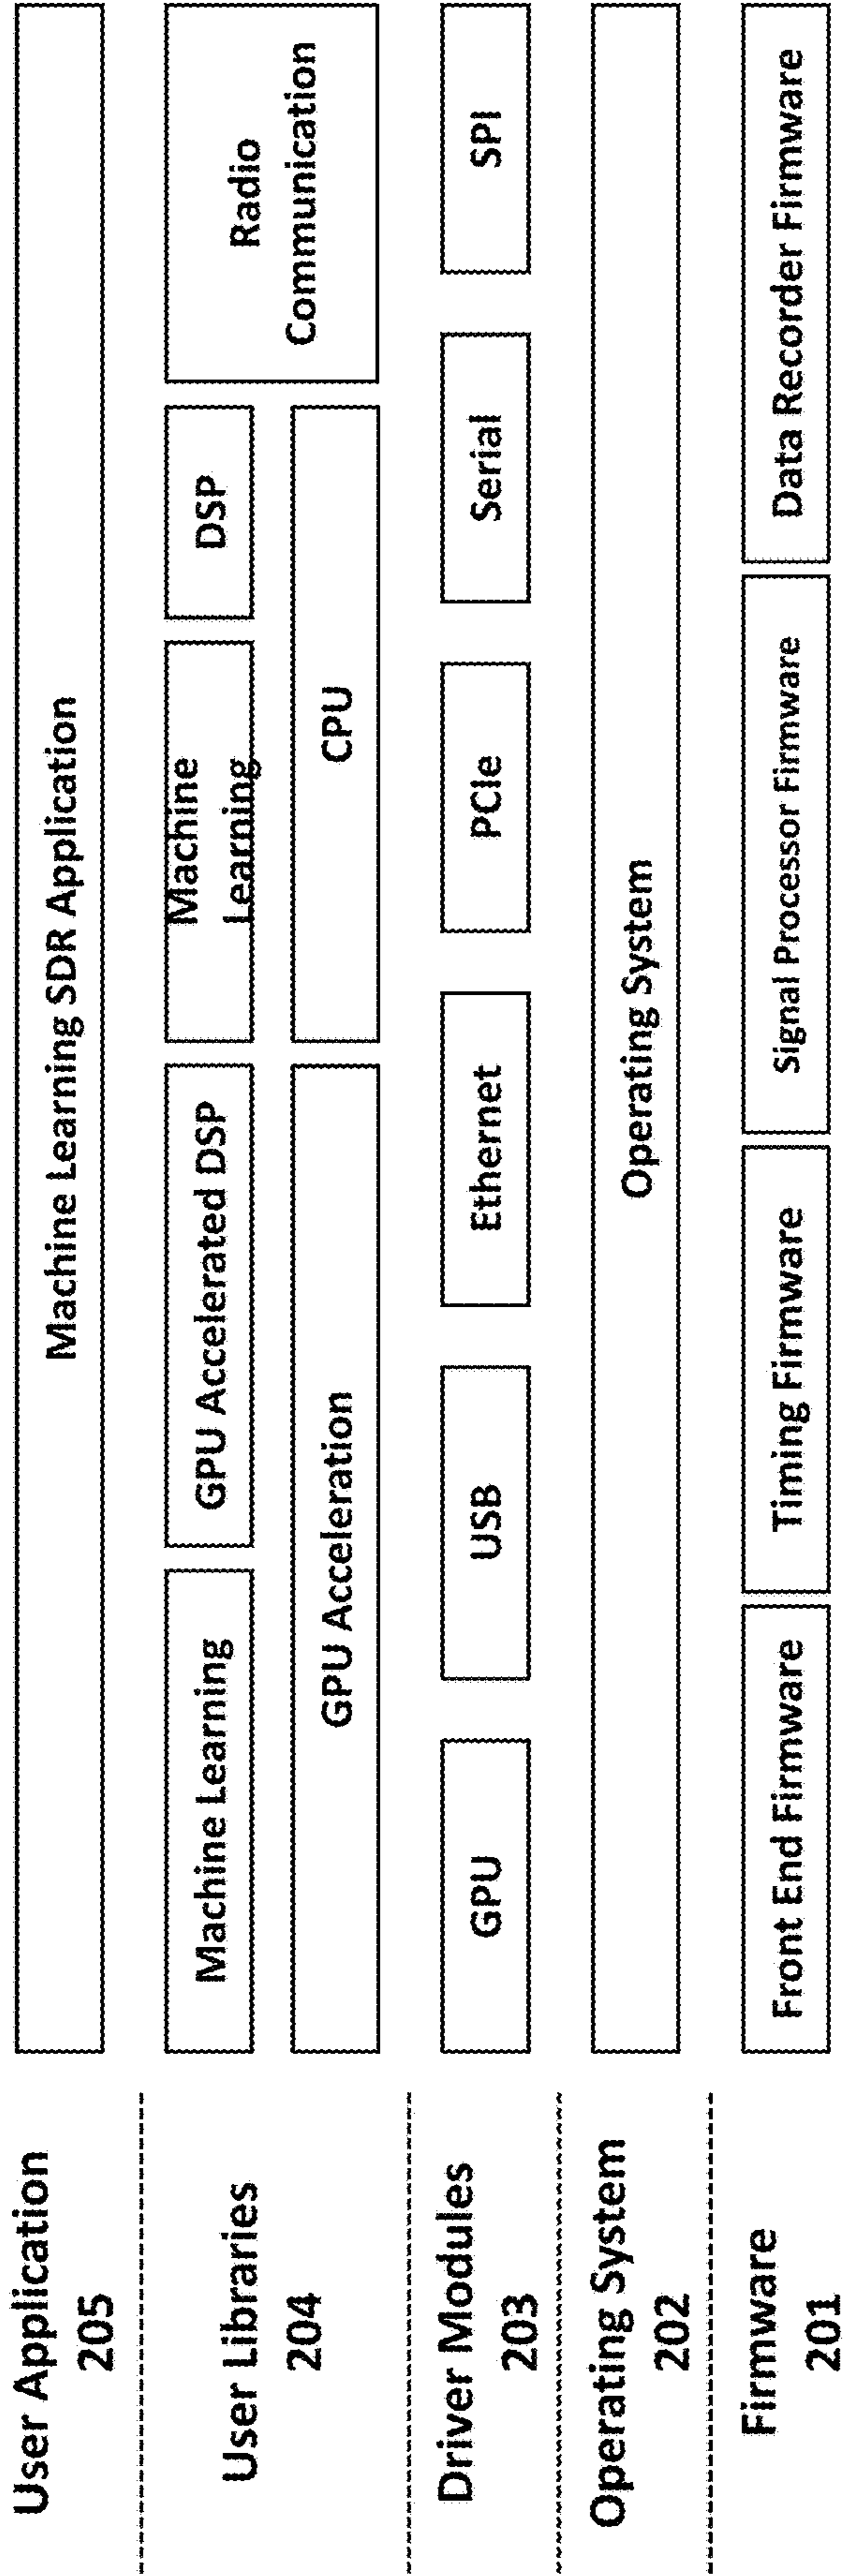 User Application
205
Machine Learning SDR Application
User Libraries
204
Machine Learning
GPU Accelerated DSP
Machine
Learning
DSP
Radio
Communication
GPU Acceleration
CPU
Driver Modules
203
GPU
USB
Ethernet
PCIe
Serial
SPI
Operating System
202
Operating System
Firmware
201
Front End Firmware
Timing Firmware
Signal Processor Firmware
Data Recorder Firmware